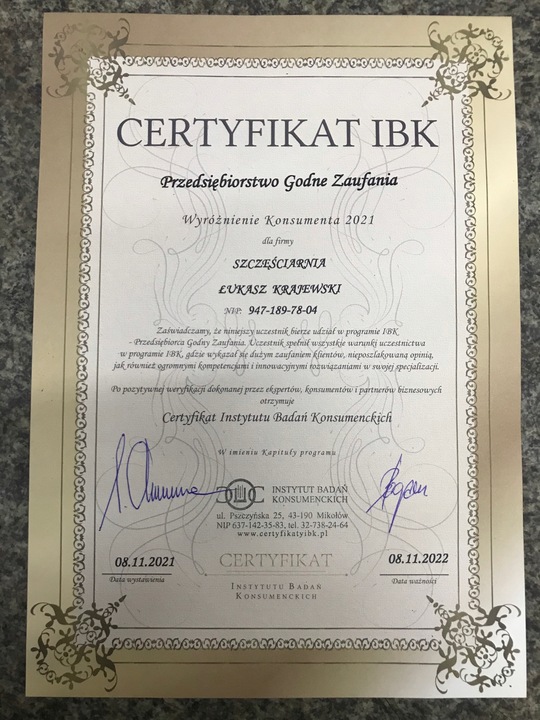 CERTYFIKAT IBK
Przedsiębiorstwo Godne Zaufania
Wyróżnienie Konsumenta 2021
dla firmy
SZCZĘŚCIARNIA
ŁUKASZ KRAJEWSKI
NIP: 947-189-78-04
Zaświadczamy, że niniejszy uczestnik bierze udział w programie IBK
- Przedsiębiorca Godny Zaufania. Uczestnik spełnił wszystkie warunki uczestnictwa
w programie IBK, gdzie wykazał się dużym zaufaniem klientów, nieposzlakowaną opinią,
jak również ogromnymi kompetencjami i innowacyjnymi rozwiązaniami w swojej specjalizacji.
Po pozytywnej weryfikacji dokonanej przez ekspertów, konsumentów i partnerów biznesowych
otrzymuje
Certyfikat Instytutu Badań Konsumenckich
W imieniu Kapituły programu
INSTYTUT BADAŃ
KONSUMENCKICH
ul. Pszczyńska 25, 43-190 Mikołów
NIP 637-142-35-83, tel. 32-738-24-64
www.certyfikatyibk.pl
08.11.2021
Data wystawienia
CERTYFIKAT
INSTYTUTU BADAŃ
KONSUMENCKICH
08.11.2022
Data ważności